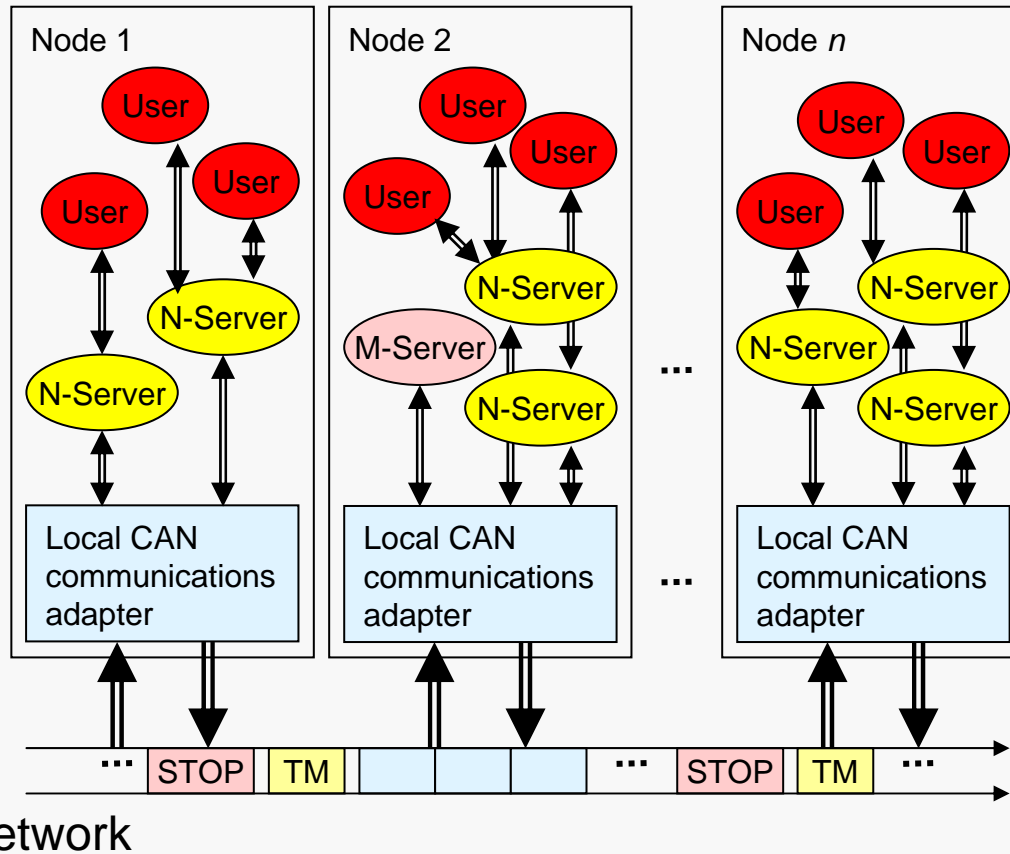 Node 1
User
User
User
N-Server
N-Server
Local CAN
communications
adapter
Node 2
User
User
User
N-Server
M-Server
N-Server
Local CAN
communications
adapter
...
...
Node n
User
User
User
N-Server
N-Server
N-Server
Local CAN
communications
adapter
... STOP TM ... STOP TM ...
etwork